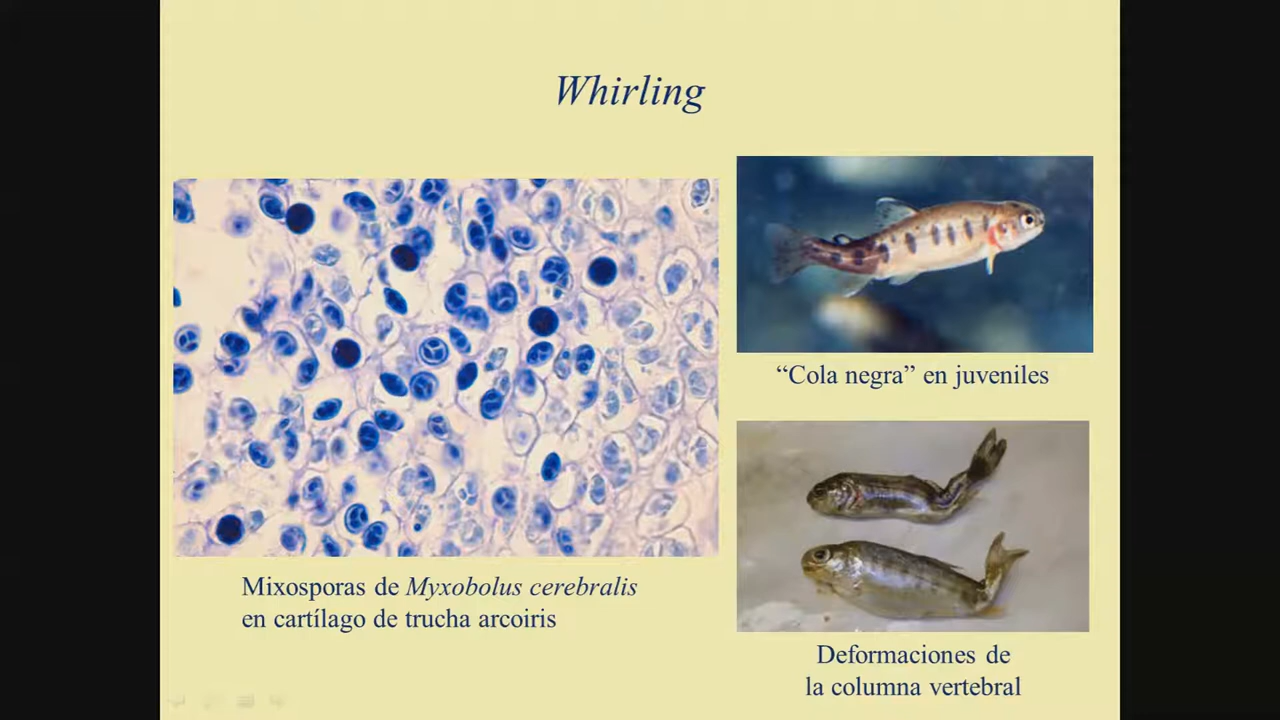 Whirling
Mixosporas de Myxobolus cerebralis
en cartílago de trucha arcoiris
“Cola negra” en juveniles
Deformaciones de
la columna vertebral